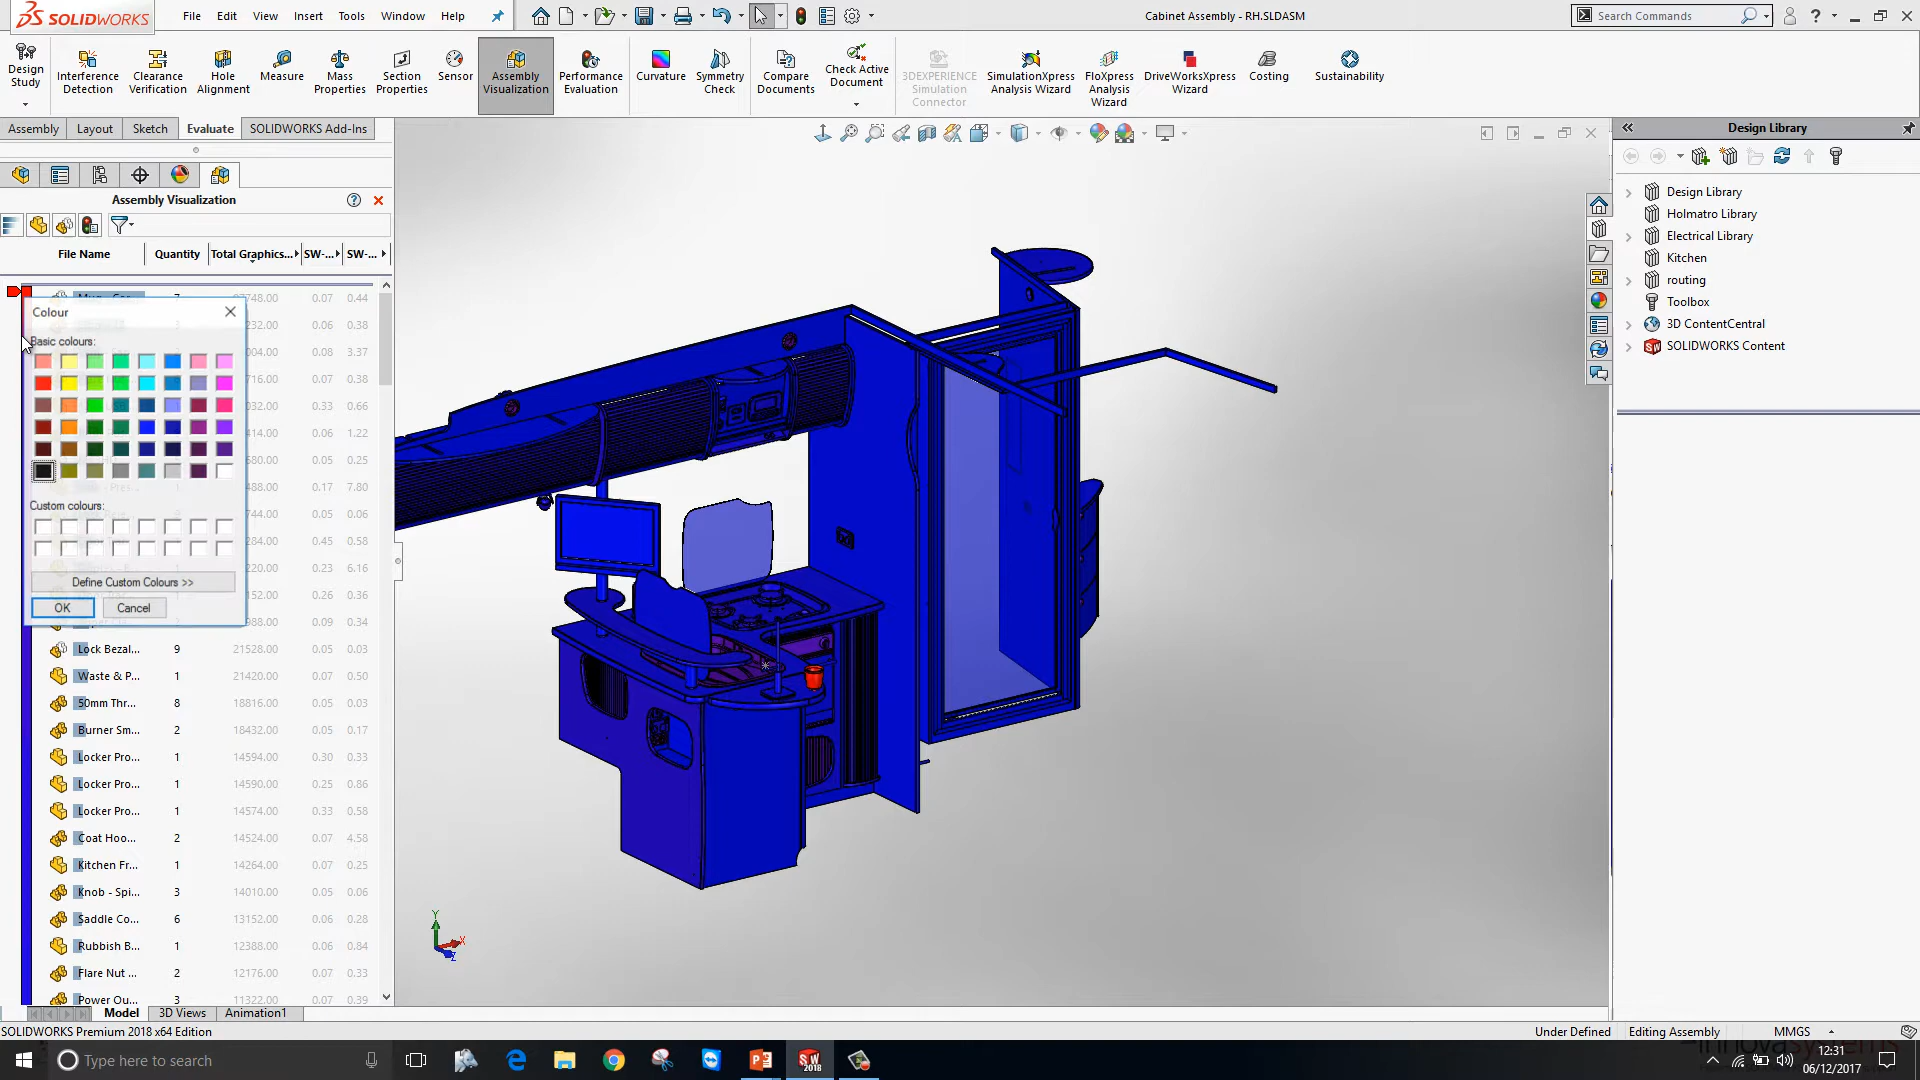 SOLIDWORKS File Edit View Insert Tools Window Help Cabinet Assembly - RH.SLDASM Search Commands
Design Study
Interference Detection
Clearance Verification
Hole Alignment
Measure
Mass Properties
Section Properties
Sensor
Assembly Visualization
Performance Evaluation
Curvature
Symmetry Check
Compare Documents
Check Active Document
3DEXPERIENCE Simulation Connector
SimulationXpress Analysis Wizard
FloXpress Analysis Wizard
DriveWorksXpress Wizard
Costing
Sustainability
Assembly Layout Sketch Evaluate SOLIDWORKS Add-Ins
Assembly Visualization
File Name Quantity Total Graphics... SW-... SW-...
7 0.07 0.44
232.00 0.06 0.38
004.00 0.08 3.37
716.00 0.07 0.38
032.00 0.33 0.66
414.00 0.06 1.22
680.00 0.05 0.25
488.00 0.17 7.80
744.00 0.06 0.05
284.00 0.45 0.58
220.00 0.23 6.16
152.00 0.36 0.26
988.00 0.09 0.34
Lock Bezal... 9 21528.00 0.05 0.03
Waste & P... 1 21420.00 0.07 0.50
50mm Thr... 8 18816.00 0.05 0.03
Burner Sm... 2 18432.00 0.05 0.17
Locker Pro... 1 14594.00 0.30 0.33
Locker Pro... 1 14590.00 0.25 0.86
Locker Pro... 1 14574.00 0.33 0.58
Coat Hoo... 2 14524.00 0.07 4.58
Kitchen Fr... 1 14264.00 0.07 0.25
Knob - Spi... 3 14010.00 0.05 0.06
Saddle Co... 6 13152.00 0.06 0.28
Rubbish B... 1 12388.00 0.06 0.84
Flare Nut ... 2 12176.00 0.07 0.33
Power Ou... 3 11322.00 0.07 0.39
Colour
Basic colours:
Custom colours:
Define Custom Colours >>
OK Cancel
Y
X
Z
Design Library
Design Library
Holmatro Library
Electrical Library
Kitchen
routing
Toolbox
3D ContentCentral
SOLIDWORKS Content
Model 3D Views Animation1
SOLIDWORKS Premium 2018 x64 Edition Under Defined Editing Assembly MMGS
Type here to search
12:31
06/12/2017